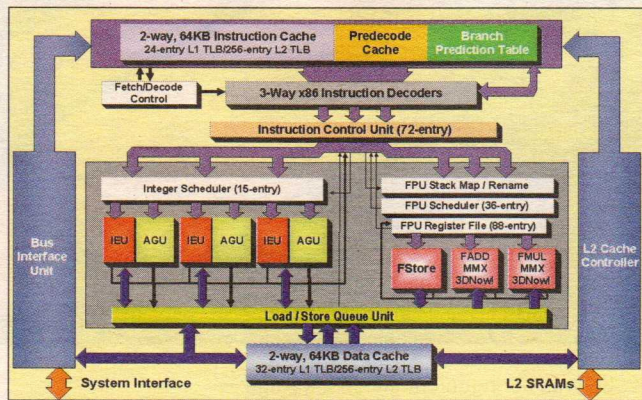 2-way, 64KB Instruction Cache
24-entry L1 TLB/256-entry L2 TLB
Predecode
Cache
Branch
Prediction Table
Fetch/Decode
Control
3-Way x86 Instruction Decoders
Instruction Control Unit (72-entry)
Bus
Interface
Unit
Integer Scheduler (15-entry)
FPU Stack Map / Rename
FPU Scheduler (36-entry)
FPU Register File (88-entry)
IEU
AGU
IEU
AGU
IEU
AGU
FStore
FADD
MMX
3DNow!
FMUL
MMX
3DNow!
L2 Cache
Controller
Load / Store Queue Unit
2-way, 64KB Data Cache
32-entry L1 TLB/256-entry L2 TLB
System Interface
L2 SRAMs